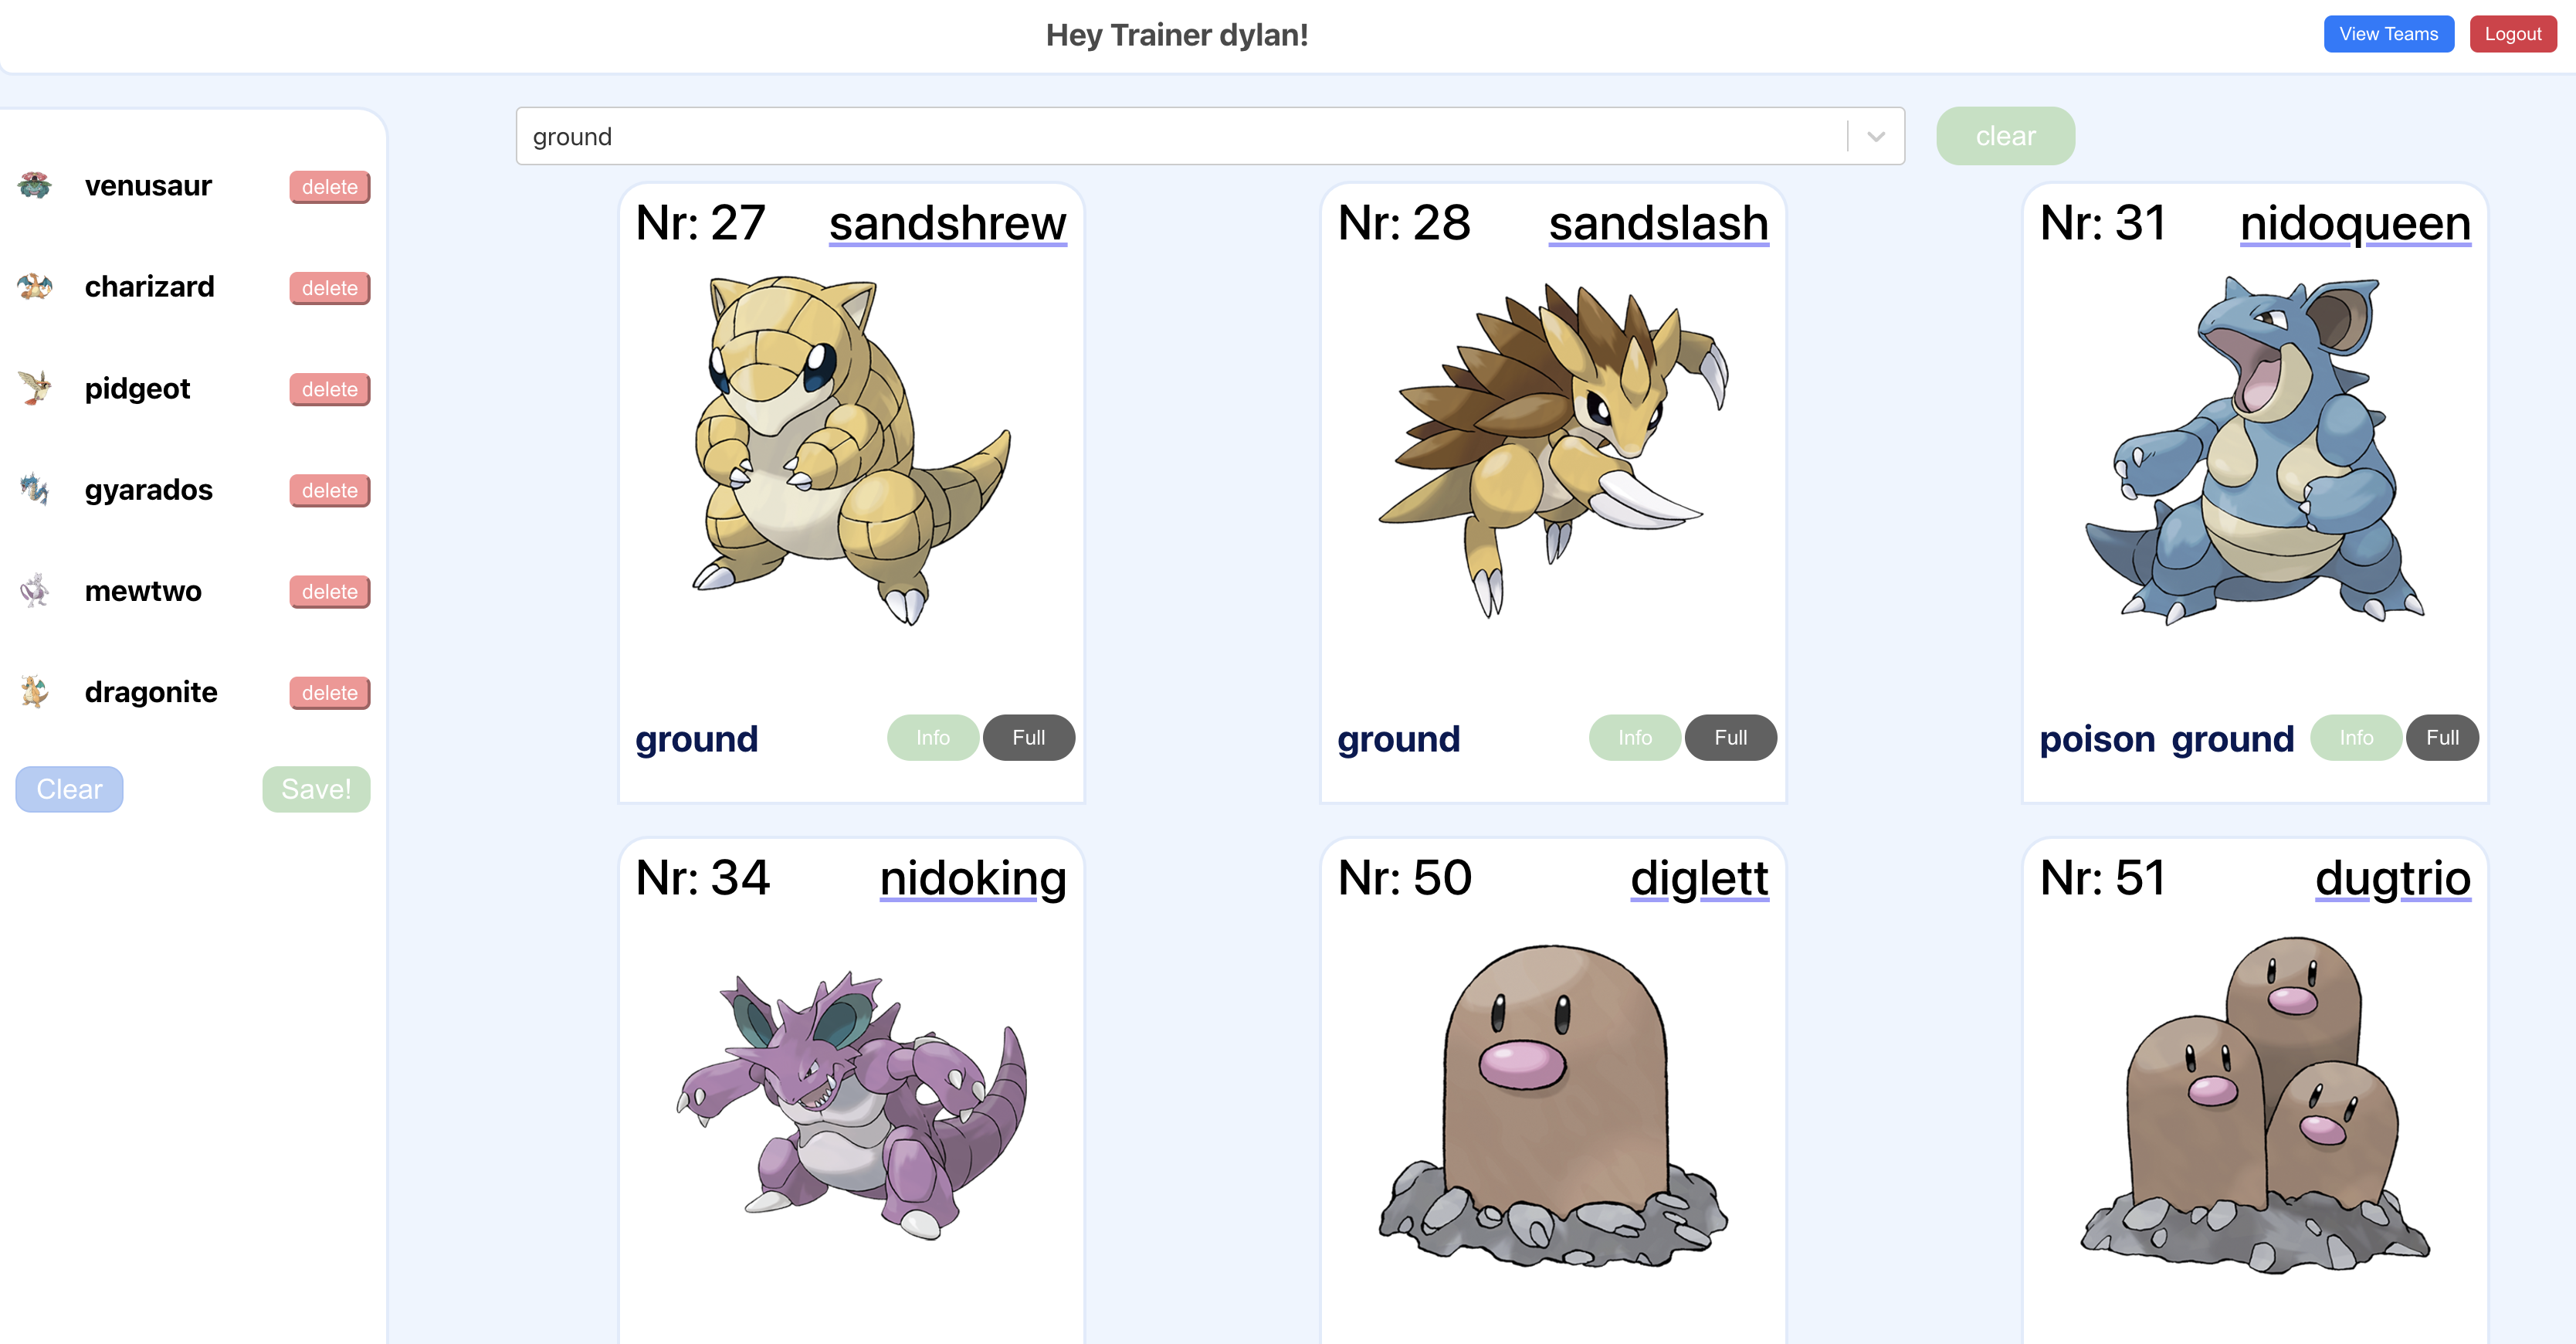 Hey Trainer dylan!
View Teams
Logout
venusaur
delete
charizard
delete
pidgeot
delete
gyarados
delete
mewtwo
delete
dragonite
delete
Clear
Save!
ground
clear
Nr: 27
sandshrew
ground
Info
Full
Nr: 28
sandslash
ground
Info
Full
Nr: 31
nidoqueen
poison ground
Info
Full
Nr: 34
nidoking
Nr: 50
diglett
Nr: 51
dugtrio